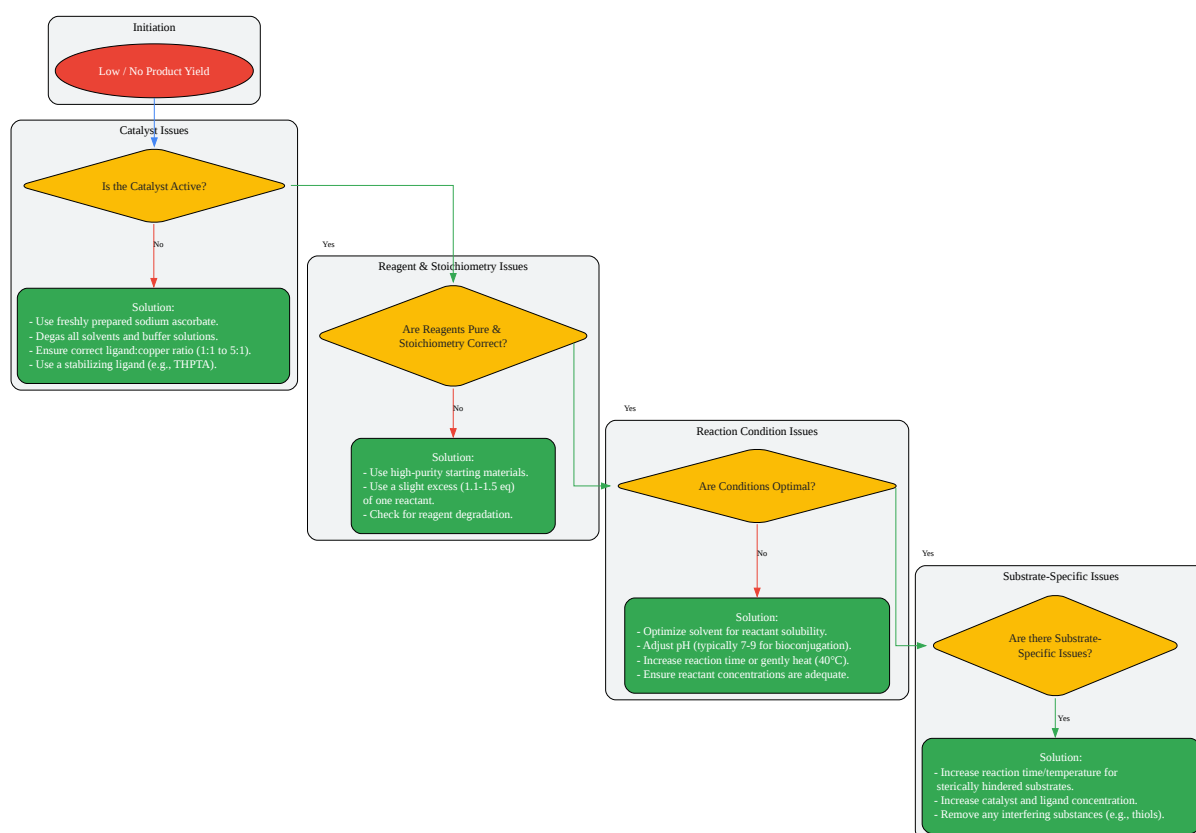 Initiation
Low / No Product Yield
Catalyst Issues
Is the Catalyst Active?
No
Yes
Solution:
- Use freshly prepared sodium ascorbate.
- Degas all solvents and buffer solutions.
- Ensure correct ligand:copper ratio (1:1 to 5:1).
- Use a stabilizing ligand (e.g., THPTA).
Reagent & Stoichiometry Issues
Are Reagents Pure &
Stoichiometry Correct?
No
Yes
Solution:
- Use high-purity starting materials.
- Use a slight excess (1.1-1.5 eq)
of one reactant.
- Check for reagent degradation.
Reaction Condition Issues
Are Conditions Optimal?
No
Yes
Solution:
- Optimize solvent for reactant solubility.
- Adjust pH (typically 7-9 for bioconjugation).
- Increase reaction time or gently heat (40°C).
- Ensure reactant concentrations are adequate.
Substrate-Specific Issues
Are there Substrate-
Specific Issues?
Yes
Solution:
- Increase reaction time/temperature for
sterically hindered substrates.
- Increase catalyst and ligand concentration.
- Remove any interfering substances (e.g., thiols).